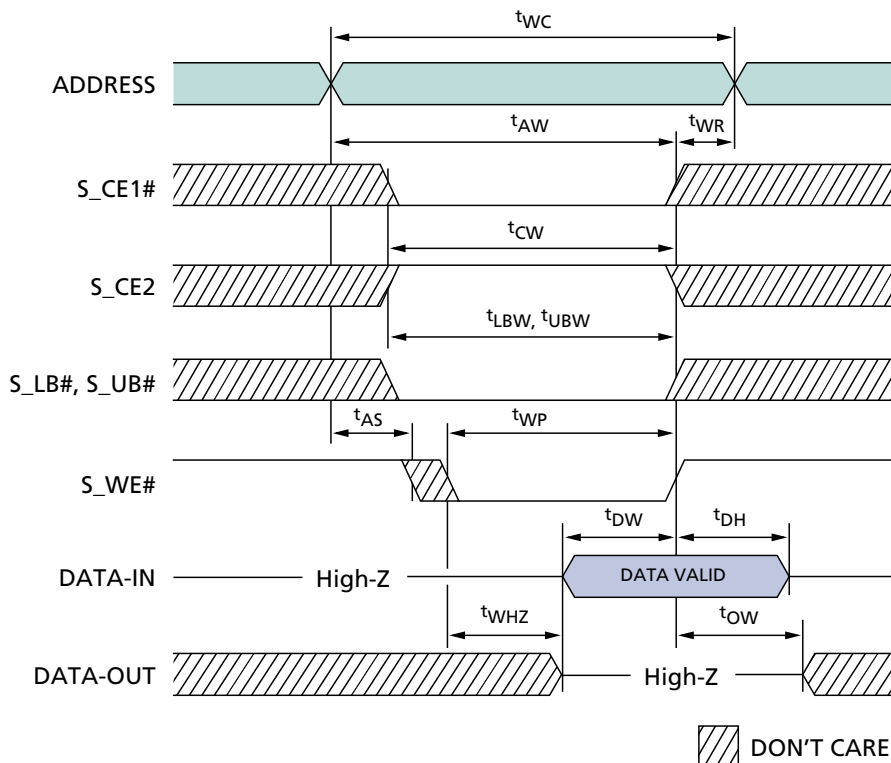 tWC
ADDRESS
tAW
tWR
S_CE1#
tCW
S_CE2
tLBW, tUBW
S_LB#, S_UB#
tAS
tWP
S_WE#
tDW
tDH
DATA-IN
High-Z
DATA VALID
tWHZ
tOW
DATA-OUT
High-Z
DON'T CARE